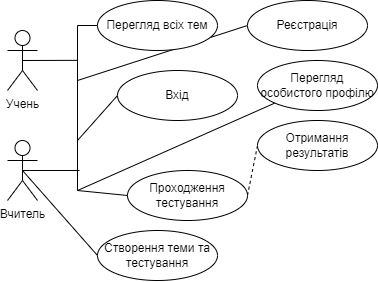 Перегляд всіх тем
Реєстрація
Учень
Вхід
Перегляд
особистого профілю
Отримання
результатів
Вчитель
Проходження
тестування
Створення теми та
тестування